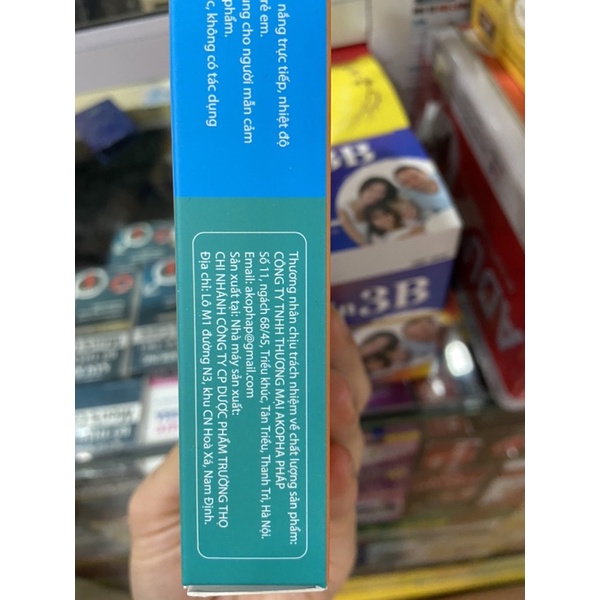 nắng trực tiếp, nhiệt độ
rẻ em.
ung cho người mẫn cảm
phẩm.
c, không có tác dụng
Thương nhân chịu trách nhiệm về chất lượng sản phẩm:
CÔNG TY TNHH THƯƠNG MẠI AKOPHA PHÁP
Số 11, ngách 68/45, Triều khúc, Tân Triều, Thanh Trì, Hà Nội.
Email: akophap@gmail.com
Sản xuất tại: Nhà máy sản xuất:
CHI NHÁNH CÔNG TY CP DƯỢC PHẨM TRƯỜNG THỌ
Địa chỉ: Lô M1 đường N3, khu CN Hoà Xá, Nam Định.
3B
3B
ADV